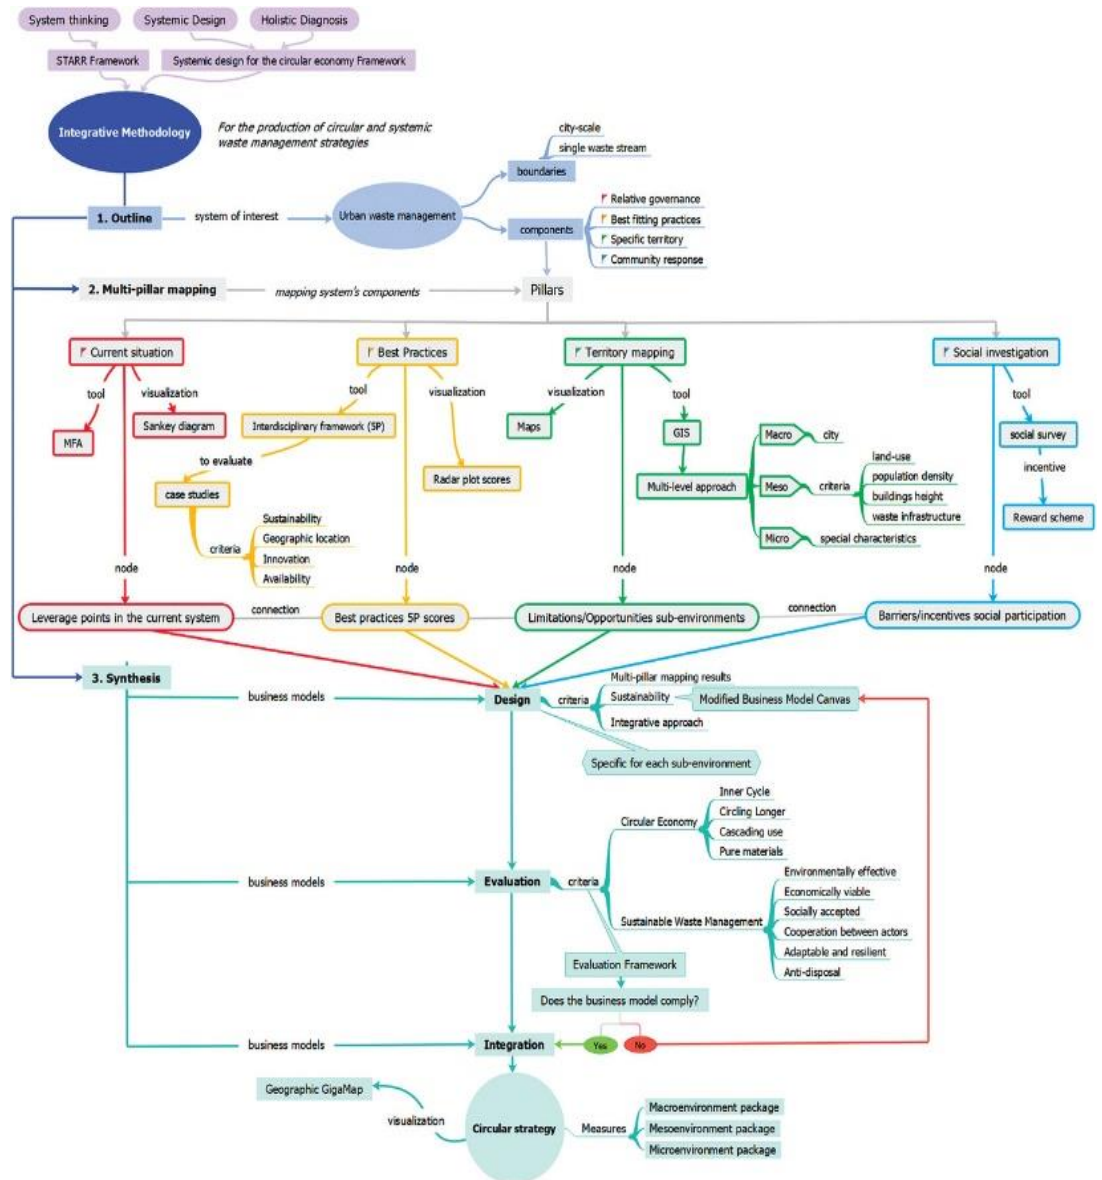 System thinking
Systemic Design
Holistic Diagnosis
STARR Framework
Systemic design for the circular economy Framework
Integrative Methodology
For the production of circular and systemic
waste management strategies
city-scale
single waste stream
boundaries
1. Outline
system of interest
Urban waste management
components
Relative governance
Best fitting practices
Specific territory
Community response
2. Multi-pillar mapping
mapping system's components
Pillars
Current situation
Best Practices
Territory mapping
Social investigation
tool
visualization
MFA
Sankey diagram
tool
visualization
Interdisciplinary framework (5P)
to evaluate
case studies
Radar plot scores
criteria
Sustainability
Geographic location
Innovation
Availability
visualization
tool
Maps
GIS
Multi-level approach
Macro
city
Meso
criteria
land-use
population density
buildings height
waste infrastructure
Micro
special characteristics
tool
social survey
incentive
Reward scheme
node
node
node
node
Leverage points in the current system
connection
Best practices 5P scores
Limitations/Opportunities sub-environments
connection
Barriers/incentives social participation
3. Synthesis
business models
Design
criteria
Multi-pillar mapping results
Sustainability
Modified Business Model Canvas
Integrative approach
Specific for each sub-environment
Circular Economy
Inner Cycle
Circling Longer
Cascading use
Pure materials
business models
Evaluation
criteria
Sustainable Waste Management
Environmentally effective
Economically viable
Socially accepted
Cooperation between actors
Adaptable and resilient
Anti-disposal
Evaluation Framework
Does the business model comply?
business models
Integration
Yes
No
Geographic GigaMap
visualization
Circular strategy
Measures
Macroenvironment package
Mesoenvironment package
Microenvironment package